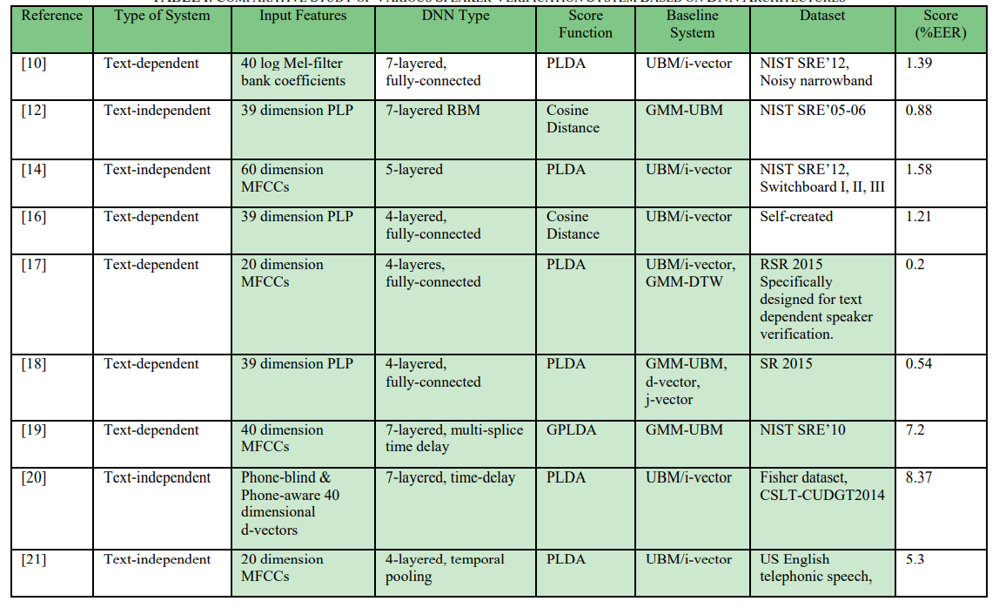 TABLE I. COMPARATIVE STUDY OF VARIOUS SPEAKER VERIFICATION SYSTEM BASED ON DNN ARCHITECTURES
Reference Type of System Input Features DNN Type Score Function Baseline System Dataset Score (%EER)
[10] Text-dependent 40 log Mel-filter bank coefficients 7-layered, fully-connected PLDA UBM/i-vector NIST SRE’12, Noisy narrowband 1.39
[12] Text-independent 39 dimension PLP 7-layered RBM Cosine Distance GMM-UBM NIST SRE’05-06 0.88
[14] Text-independent 60 dimension MFCCs 5-layered PLDA UBM/i-vector NIST SRE’12, Switchboard I, II, III 1.58
[16] Text-dependent 39 dimension PLP 4-layered, fully-connected Cosine Distance UBM/i-vector Self-created 1.21
[17] Text-dependent 20 dimension MFCCs 4-layeres, fully-connected PLDA UBM/i-vector, GMM-DTW RSR 2015 Specifically designed for text dependent speaker verification. 0.2
[18] Text-dependent 39 dimension PLP 4-layered, fully-connected PLDA GMM-UBM, d-vector, j-vector SR 2015 0.54
[19] Text-dependent 40 dimension MFCCs 7-layered, multi-splice time delay GPLDA GMM-UBM NIST SRE’10 7.2
[20] Text-independent Phone-blind & Phone-aware 40 dimensional d-vectors 7-layered, time-delay PLDA UBM/i-vector Fisher dataset, CSLT-CUDGT2014 8.37
[21] Text-independent 20 dimension MFCCs 4-layered, temporal pooling PLDA UBM/i-vector US English telephonic speech, 5.3